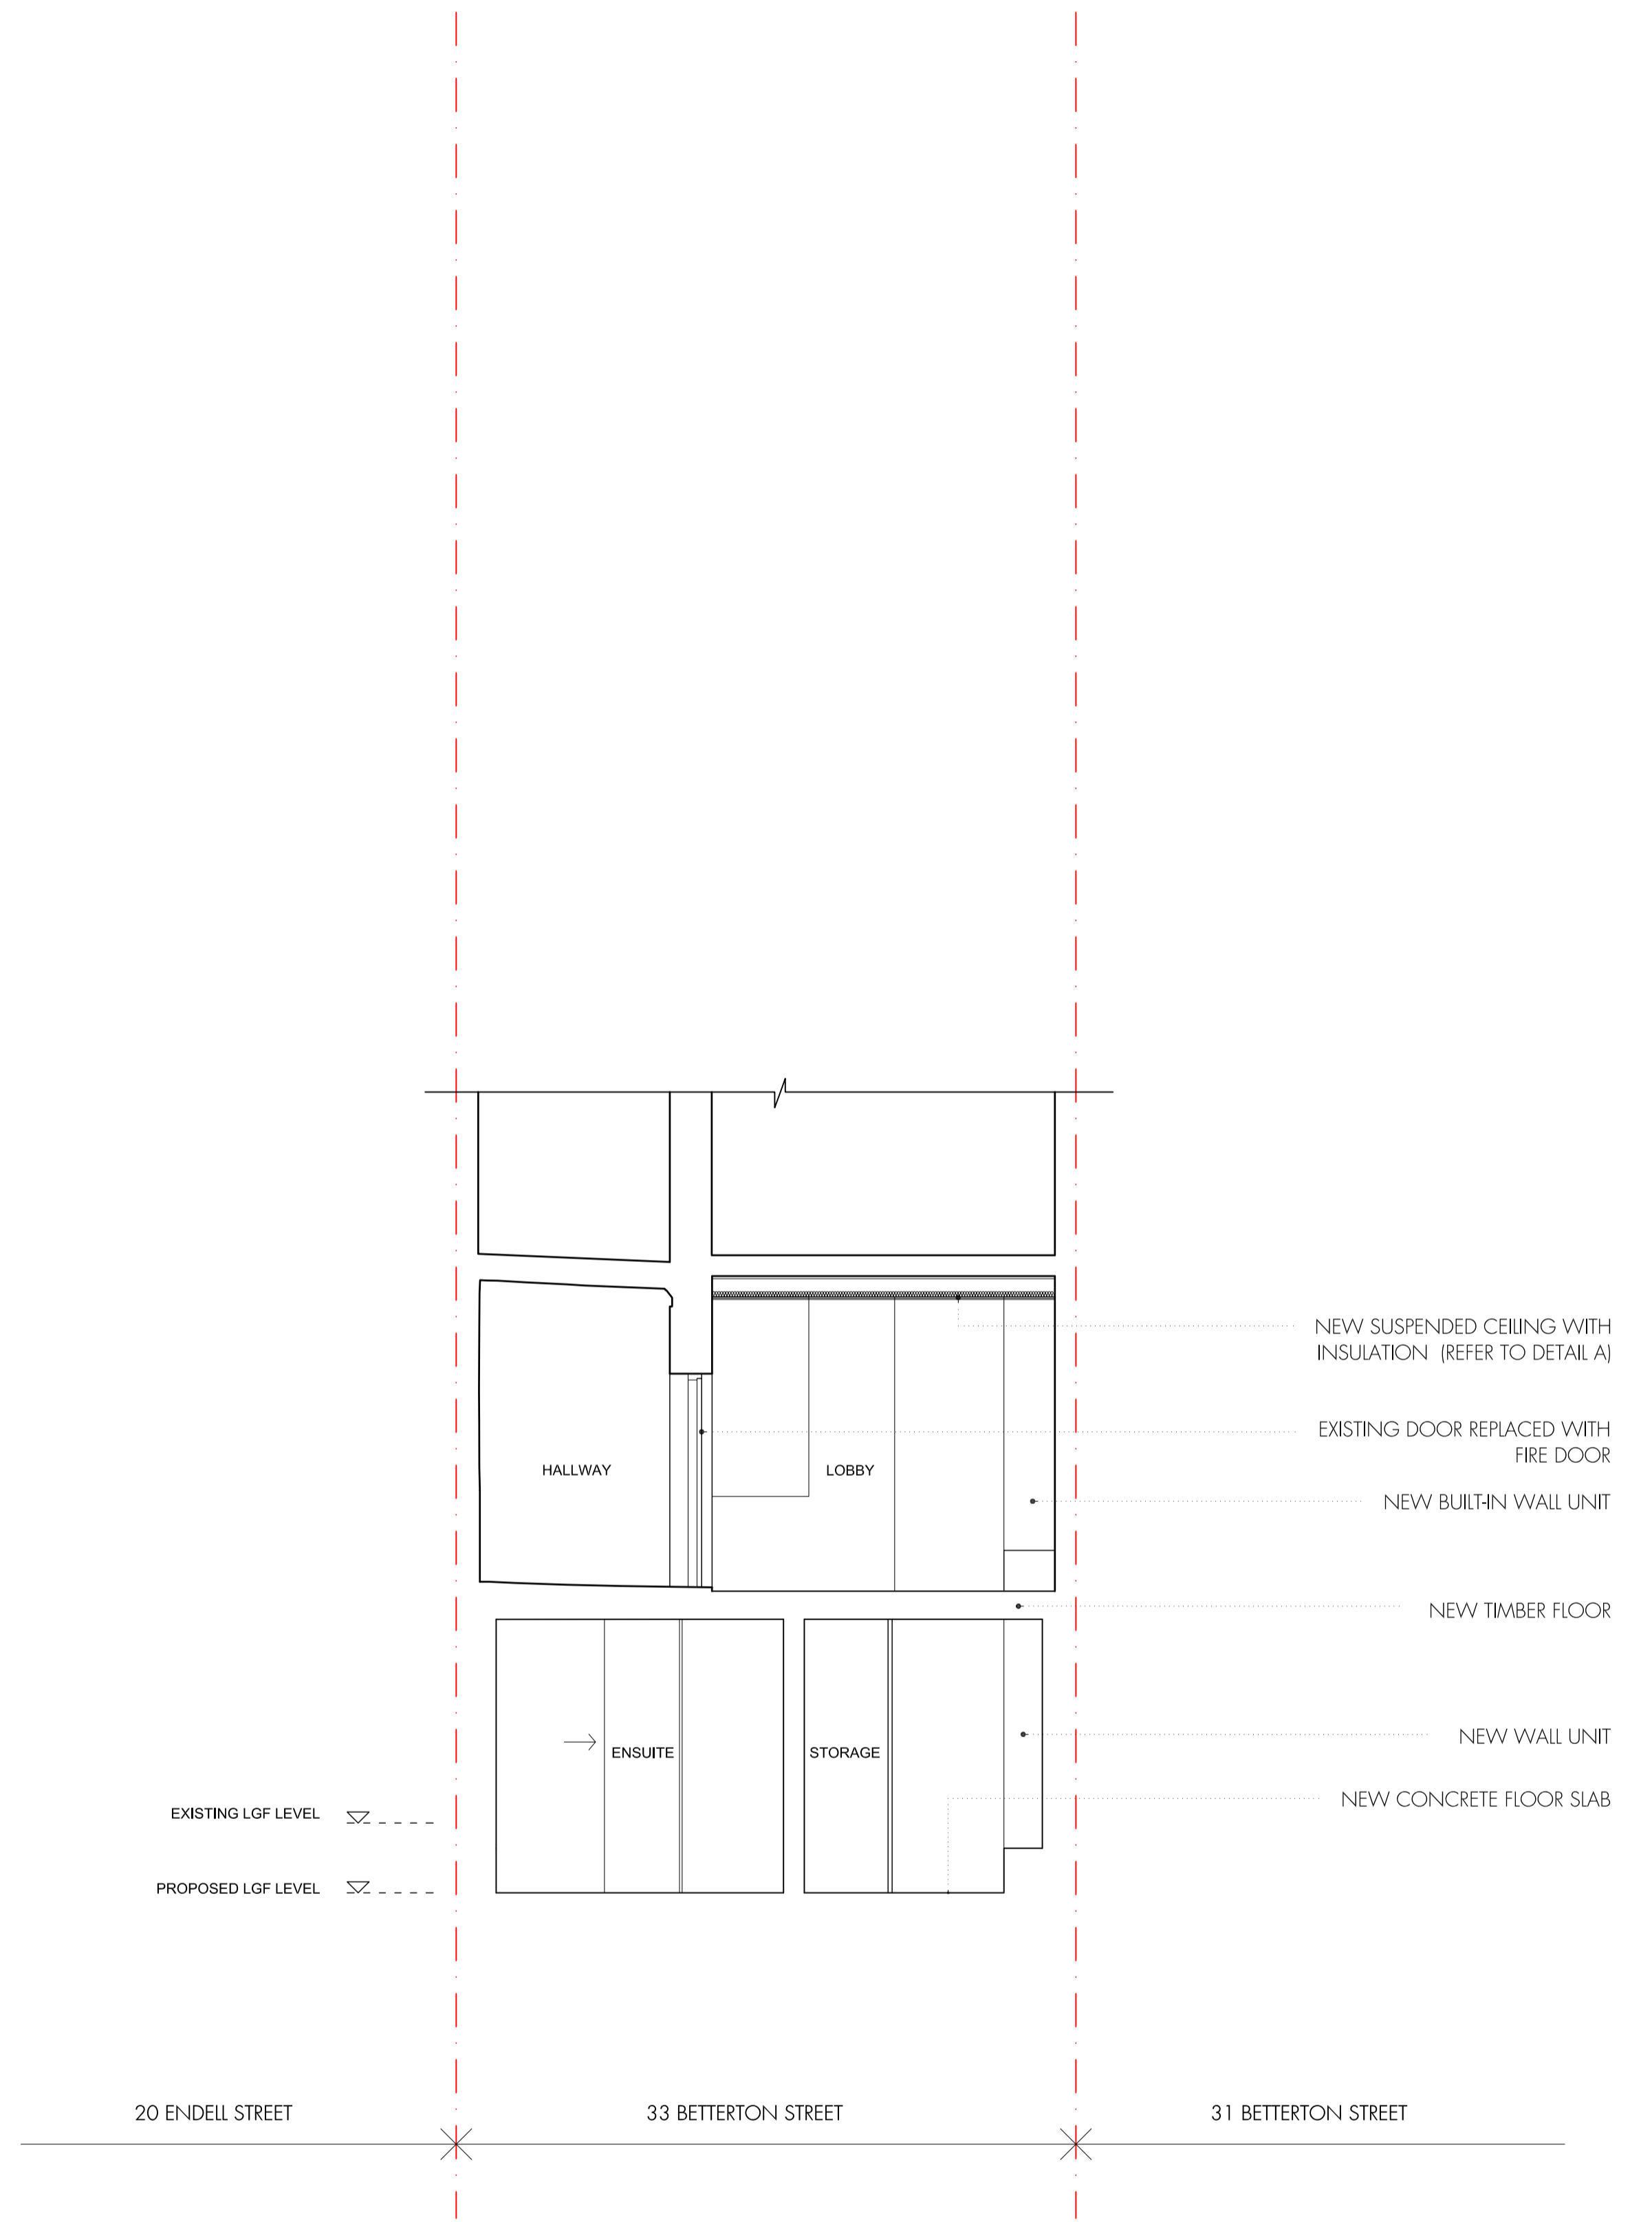 NEW SUSPENDED CEILING WITH
INSULATION (REFER TO DETAIL A)
EXISTING DOOR REPLACED WITH
FIRE DOOR
HALLWAY
LOBBY
NEW BUILT-IN WALL UNIT
NEW TIMBER FLOOR
NEW WALL UNIT
ENSUITE
STORAGE
NEW CONCRETE FLOOR SLAB
EXISTING LGF LEVEL
PROPOSED LGF LEVEL
20 ENDELL STREET
33 BETTERTON STREET
31 BETTERTON STREET